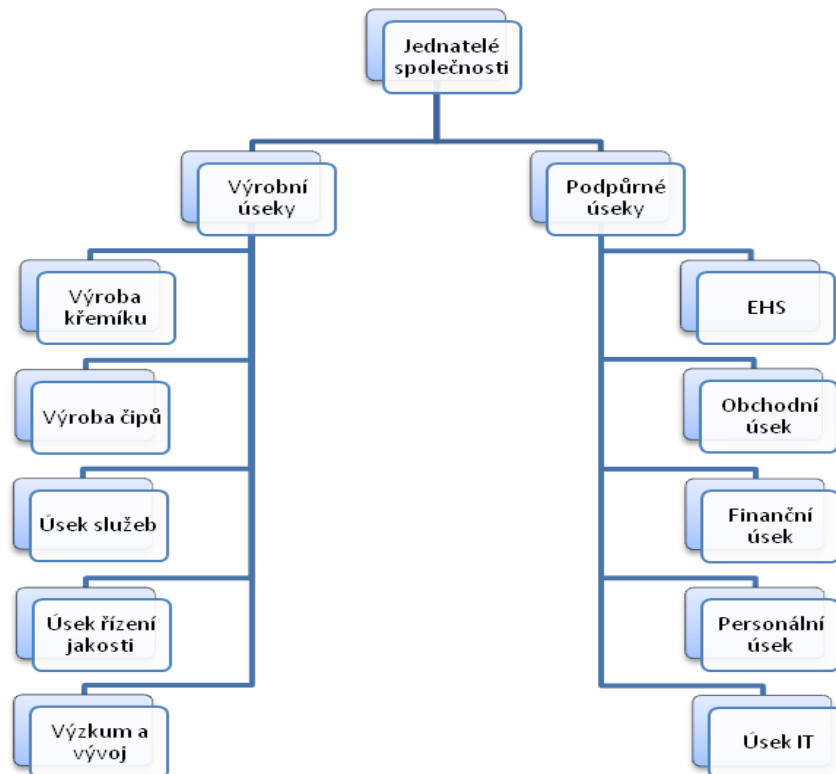 Jednatelé
společnosti
Výrobní
úseky
Podpůrné
úseky
Výroba
křemíku
Výroba čipů
Úsek služeb
Úsek řízení
jakosti
Výzkum a
vývoj
EHS
Obchodní
úsek
Finanční
úsek
Personální
úsek
Úsek IT